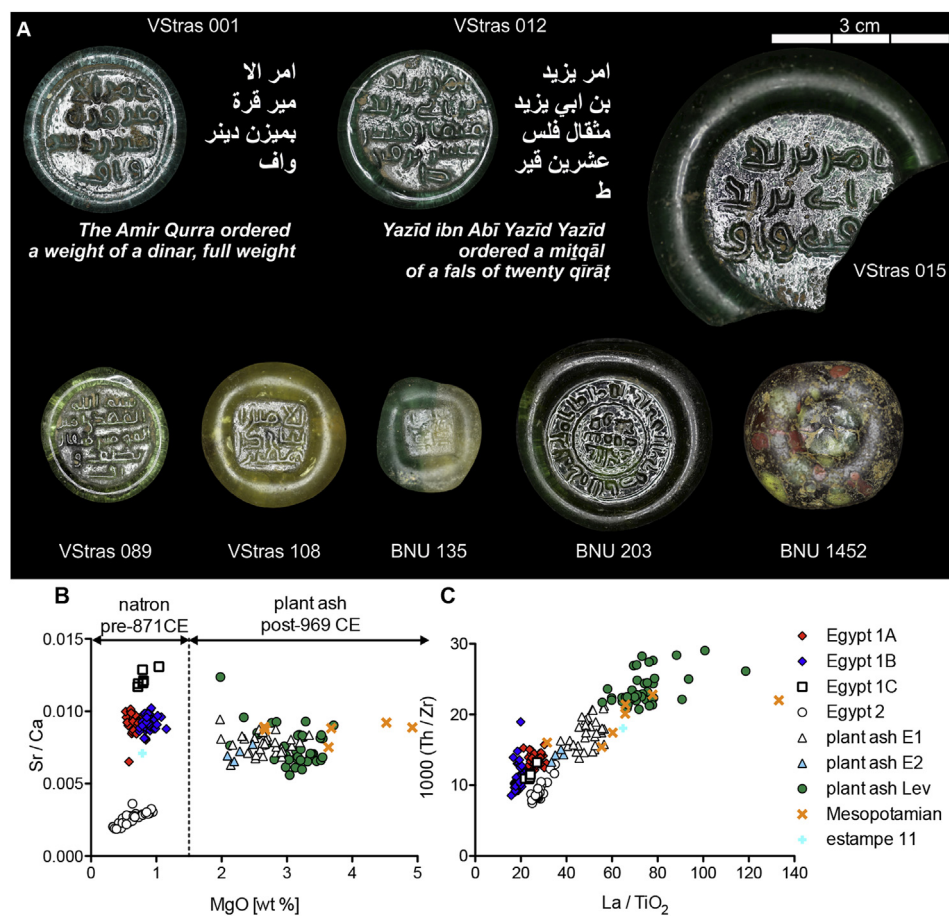 A
VStras 001
VStras 012
3 cm
امر الا
مير قرة
بميزن دينر
واف
امر يزيد
بن ابي يزيد
مثقال فلس
عشرين قير
ط
The Amir Qurra ordered
a weight of a dinar, full weight
Yazīd ibn Abī Yazīd Yazīd
ordered a miṯqāl
of a fals of twenty qīrāṭ
VStras 015
VStras 089
VStras 108
BNU 135
BNU 203
BNU 1452
B
natron
pre-871CE
plant ash
post-969 CE
0.015
0.010
0.005
0.000
Sr / Ca
0
1
2
3
4
5
MgO [wt %]
C
30
20
10
0
1000 (Th / Zr)
0
20
40
60
80
100
120
140
La / TiO₂
Egypt 1A
Egypt 1B
Egypt 1C
Egypt 2
plant ash E1
plant ash E2
plant ash Lev
Mesopotamian
estampe 11